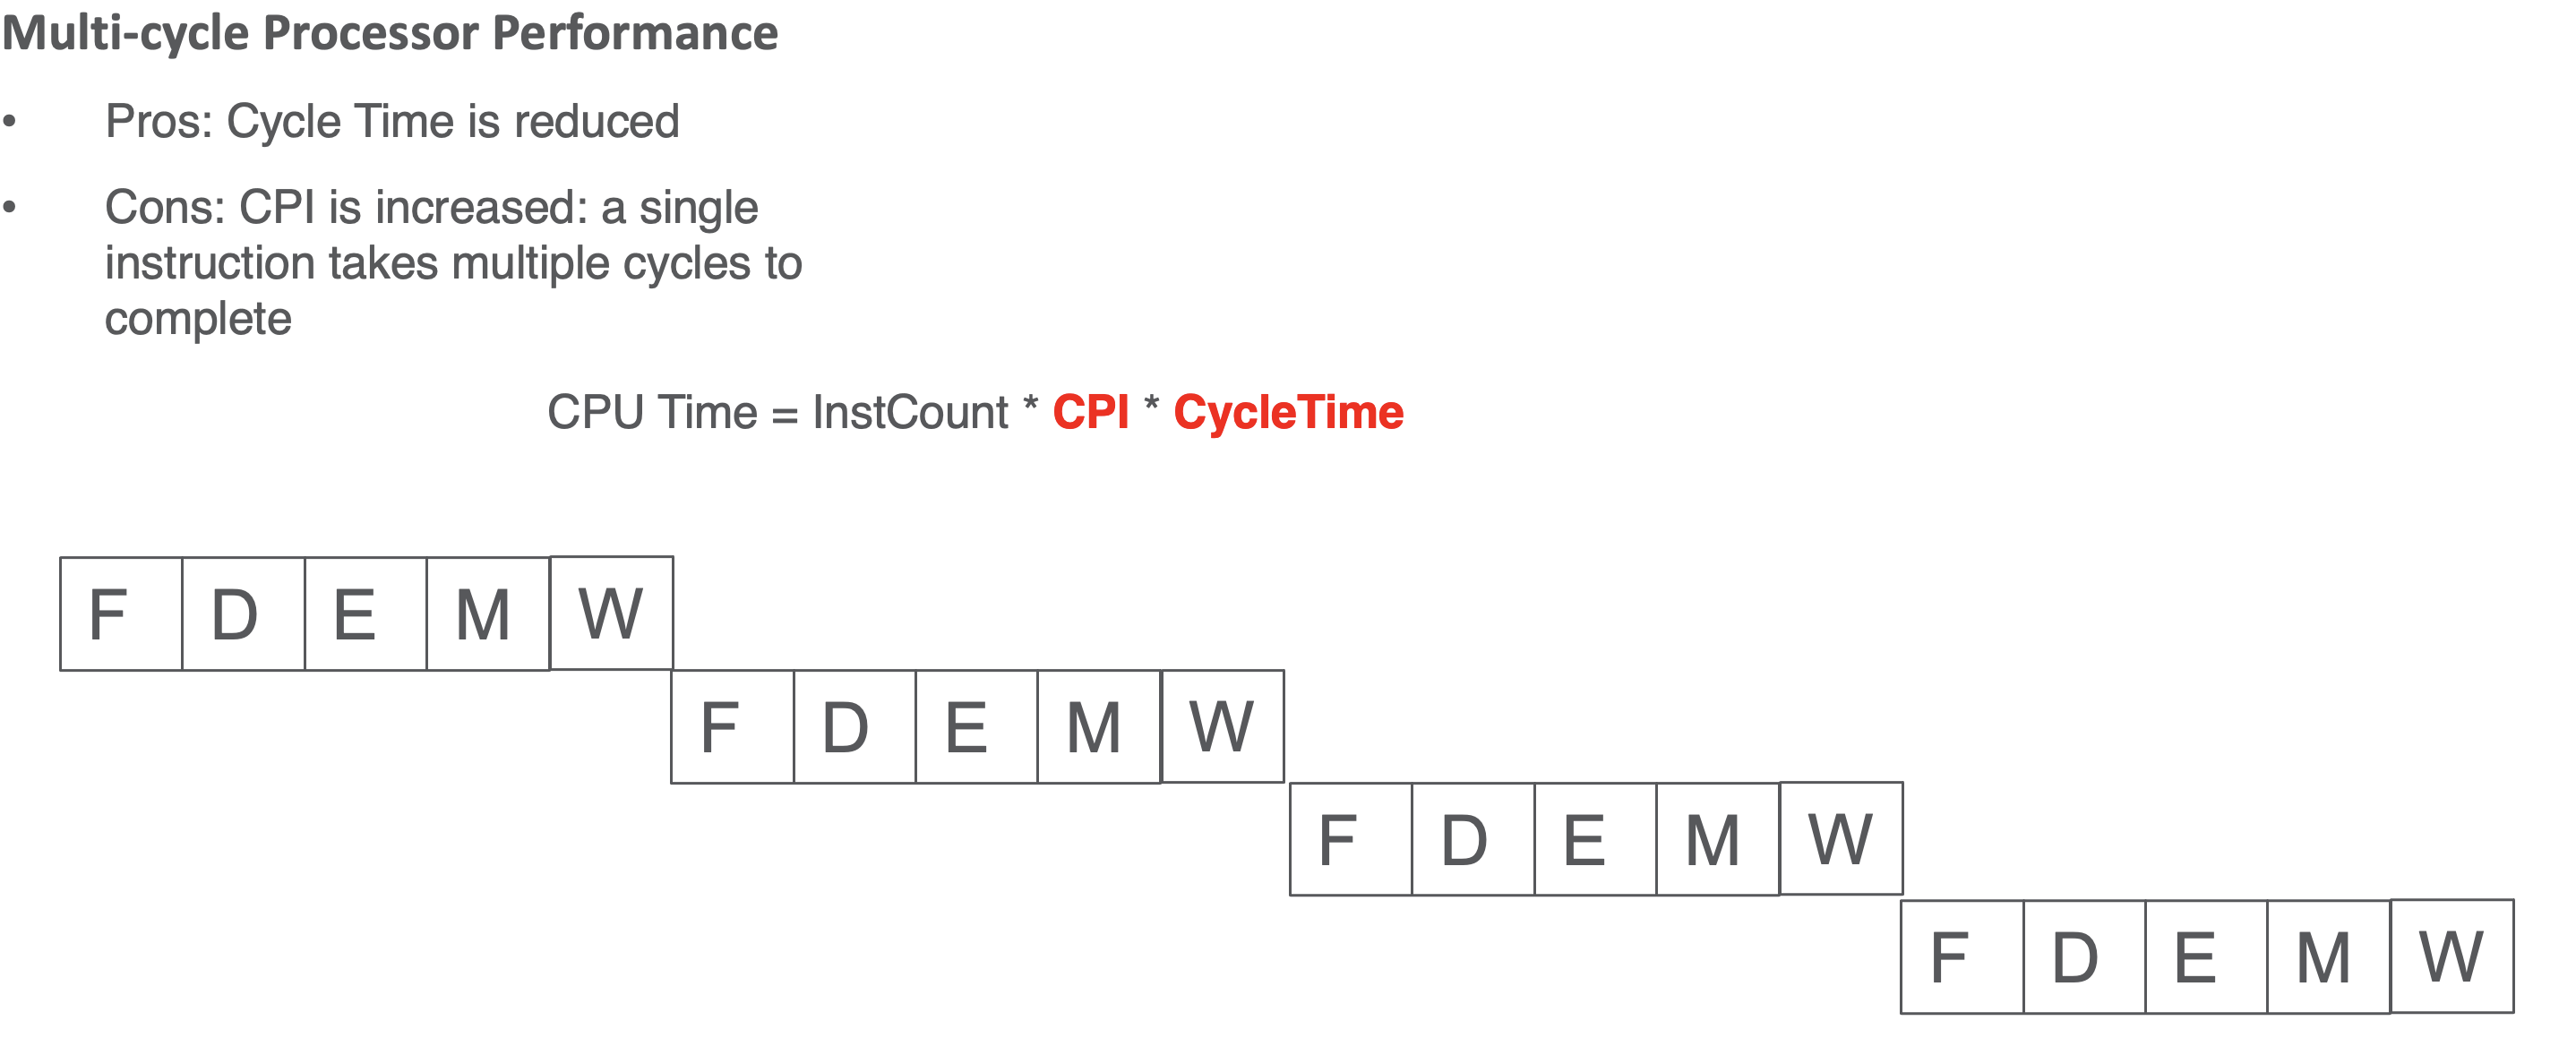 Multi-cycle Processor Performance
• Pros: Cycle Time is reduced
• Cons: CPI is increased: a single
instruction takes multiple cycles to
complete
CPU Time = InstCount * CPI * CycleTime
F D E M W
F D E M W
F D E M W
F D E M W